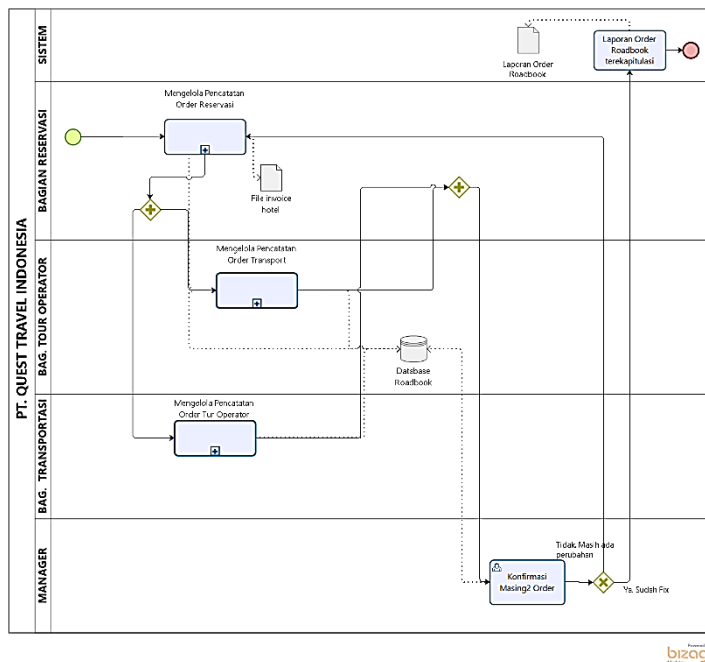 PT. QUEST TRAVEL INDONESIA
SISTEM
Laporan Order
Roadbook
Laporan Order
Roadbook
terekapitulasi
BAGIAN RESERVASI
Mengelola Pencatatan
Order Reservasi
File invoice
hotel
BAG. TOUR OPERATOR
Mengelola Pencatatan
Order Transport
Database
Roadbook
BAG. TRANSPORTASI
Mengelola Pencatatan
Order Tur Operator
MANAGER
Konfirmasi
Masing2 Order
Tidak. Masih ada
perubahan
Ya. Sudah Fix
Powered
bizag